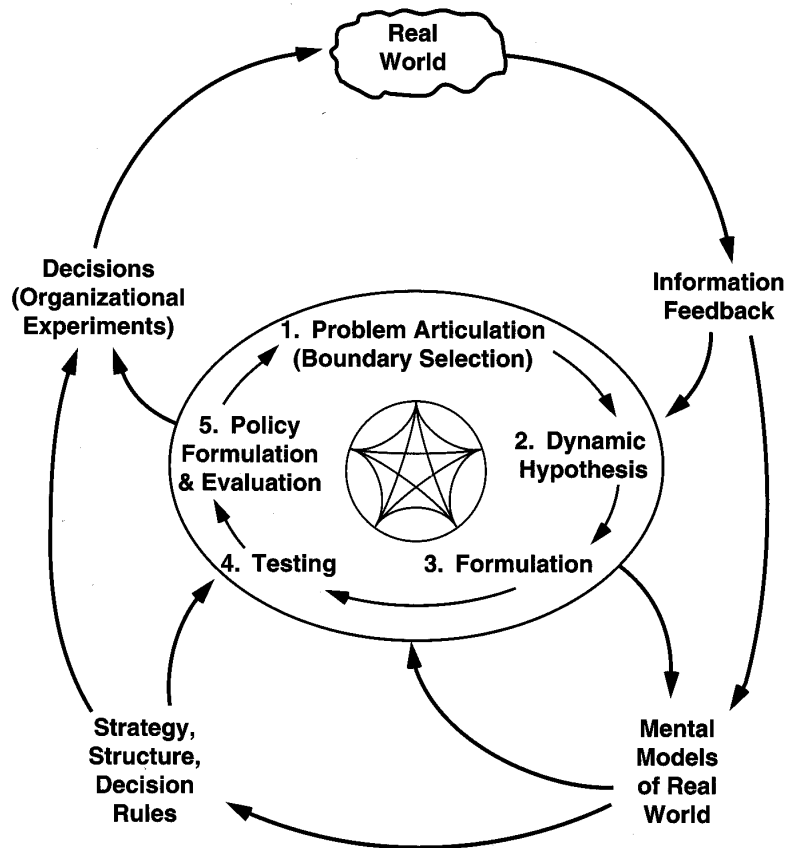 Real
World
Decisions
(Organizational
Experiments)
Information
Feedback
1. Problem Articulation
(Boundary Selection)
5. Policy
Formulation
& Evaluation
2. Dynamic
Hypothesis
4. Testing
3. Formulation
Strategy,
Structure,
Decision
Rules
Mental
Models
of Real
World